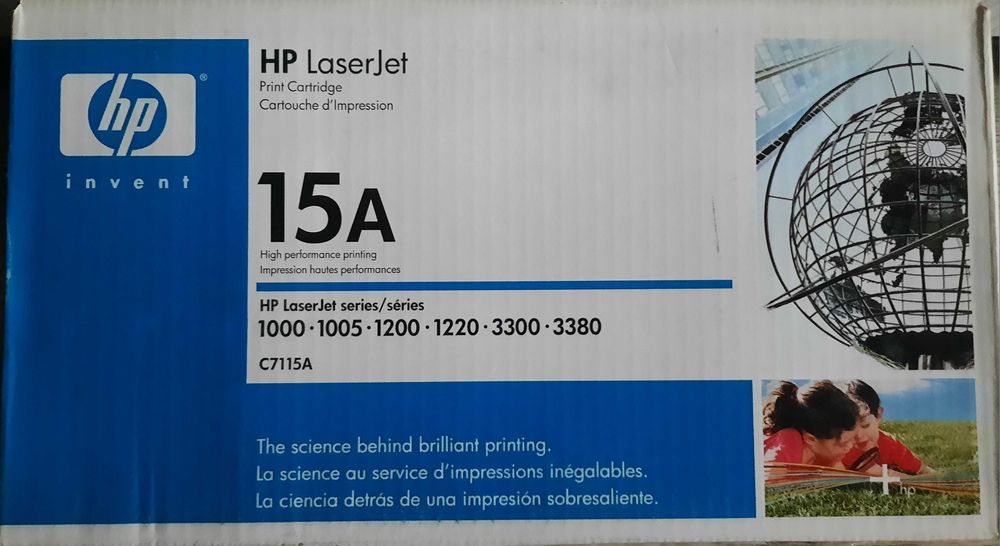 hp
®
invent
HP LaserJet
Print Cartridge
Cartouche d'Impression
15A
High performance printing
Impression hautes performances
HP LaserJet series/séries
1000 · 1005 · 1200 · 1220 · 3300 · 3380
C7115A
The science behind brilliant printing.
La science au service d'impressions inégalables.
La ciencia detrás de una impresión sobresaliente.
+ hp